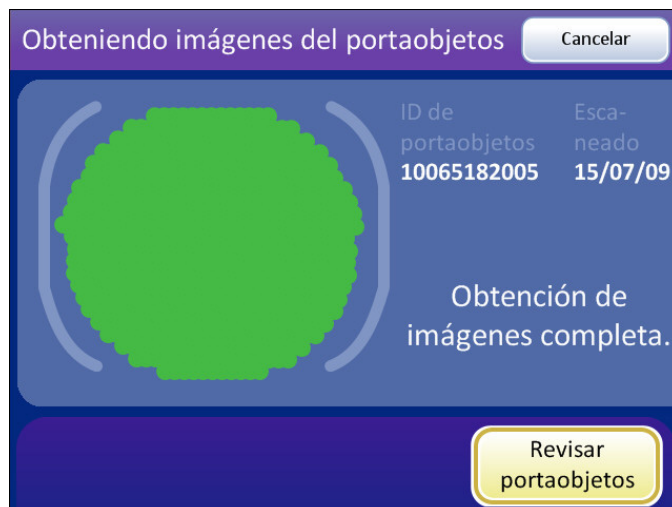 Obteniendo imágenes del portaobjetos
Cancelar
ID de
portaobjetos
10065182005
Esca-
neado
15/07/09
Obtención de
imágenes completa.
Revisar
portaobjetos